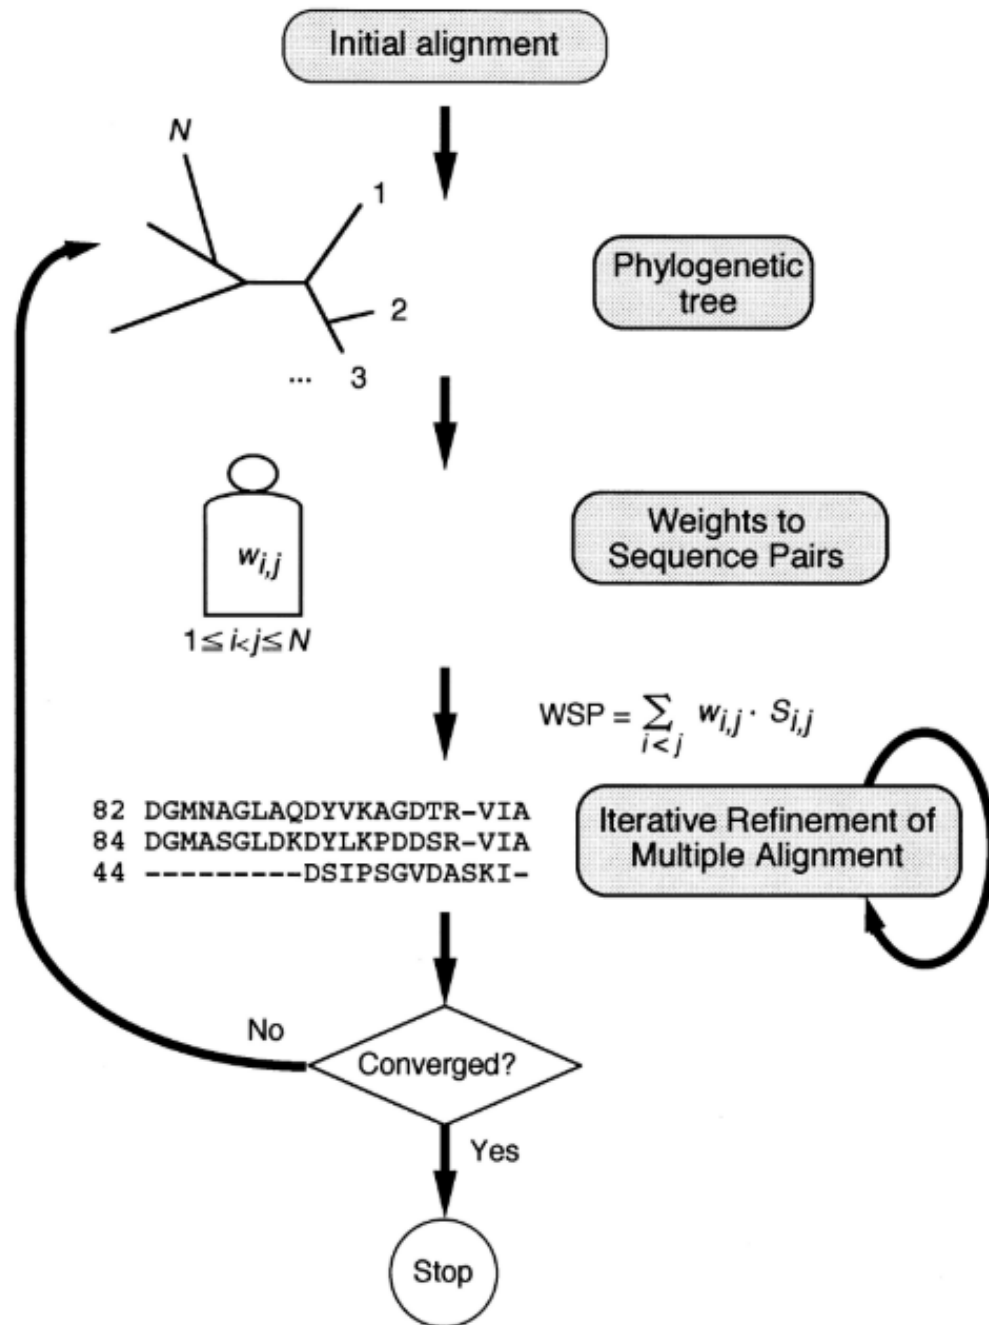 Initial alignment
N
1
2
... 3
Phylogenetic
tree
w_{i,j}
1≤i<j≤N
Weights to
Sequence Pairs
WSP = ∑_{i<j} w_{i,j} · S_{i,j}
82 DGMNAGLAQDYVKAGDTR-VIA
84 DGMASGLDKDYLKPDDSR-VIA
44 ---------DSIPSGVDASKI-
Iterative Refinement of
Multiple Alignment
No
Converged?
Yes
Stop